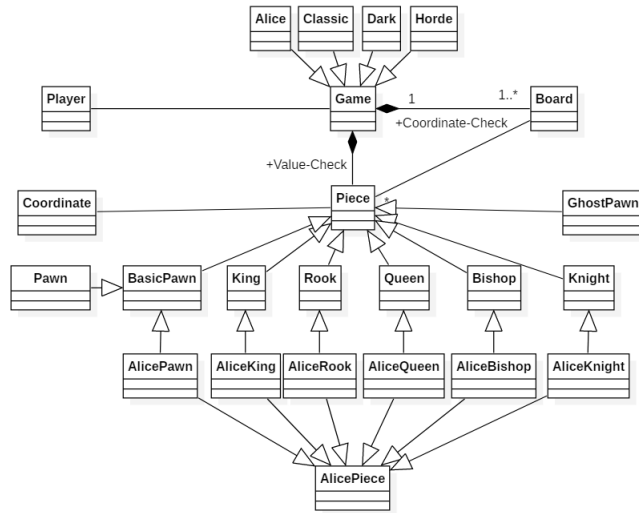 Alice Classic Dark Horde
Player Game 1 1..* Board
+Coordinate-Check
+Value-Check
Coordinate Piece * GhostPawn
Pawn BasicPawn King Rook Queen Bishop Knight
AlicePawn AliceKing AliceRook AliceQueen AliceBishop AliceKnight
AlicePiece